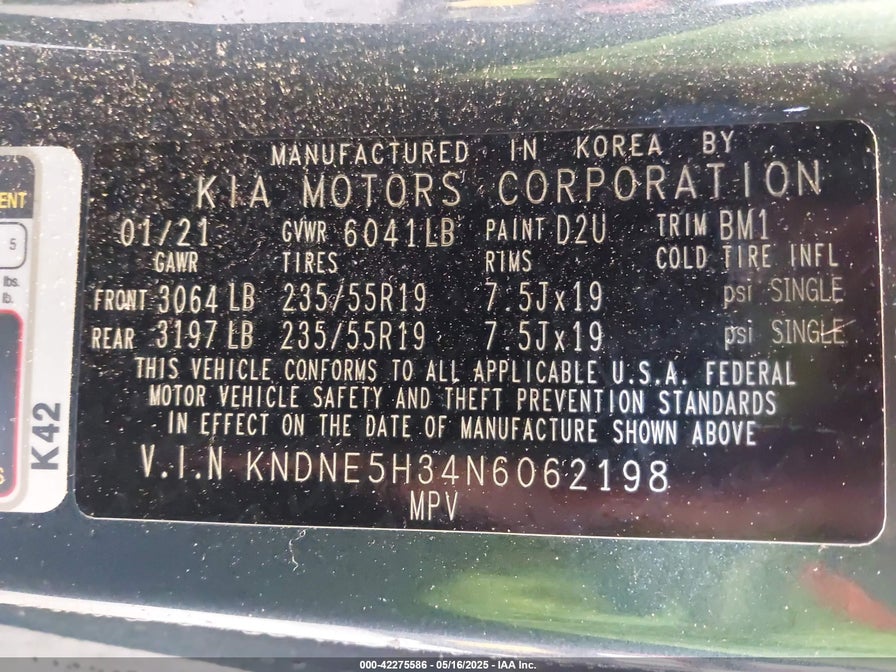 MANUFACTURED IN KOREA BY
KIA MOTORS CORPORATION
01/21 GVWR 6041LB PAINT D2U TRIM BM1
GAWR TIRES RIMS COLD TIRE INFL
FRONT 3064 LB 235/55R19 7.5Jx19 psi SINGLE
REAR 3197 LB 235/55R19 7.5Jx19 psi SINGLE
THIS VEHICLE CONFORMS TO ALL APPLICABLE U.S.A. FEDERAL
MOTOR VEHICLE SAFETY AND THEFT PREVENTION STANDARDS
IN EFFECT ON THE DATE OF MANUFACTURE SHOWN ABOVE
V.I.N KNDNE5H34N6062198
MPV
5
lbs.
lb.
K42
000-42275586 - 05/16/2025 - IAA Inc.